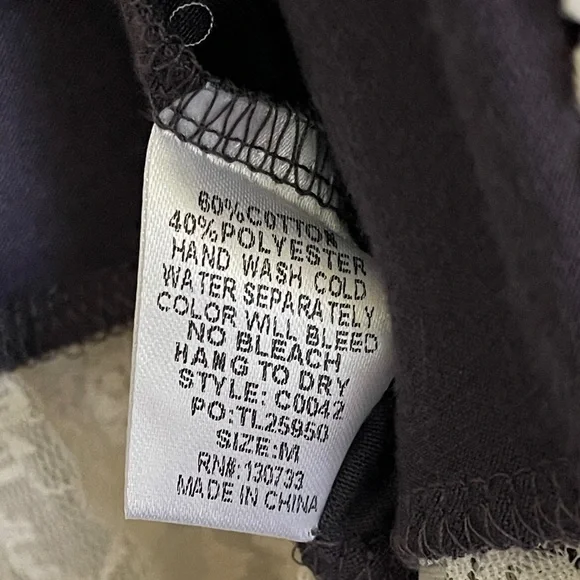 60%COTTON
40%POLYESTER
HAND WASH COLD
WATER SEPARATELY
COLOR WILL BLEED
NO BLEACH
HANG TO DRY
STYLE: C0042
PO:TL25950
SIZE:M
RN#:130733
MADE IN CHINA